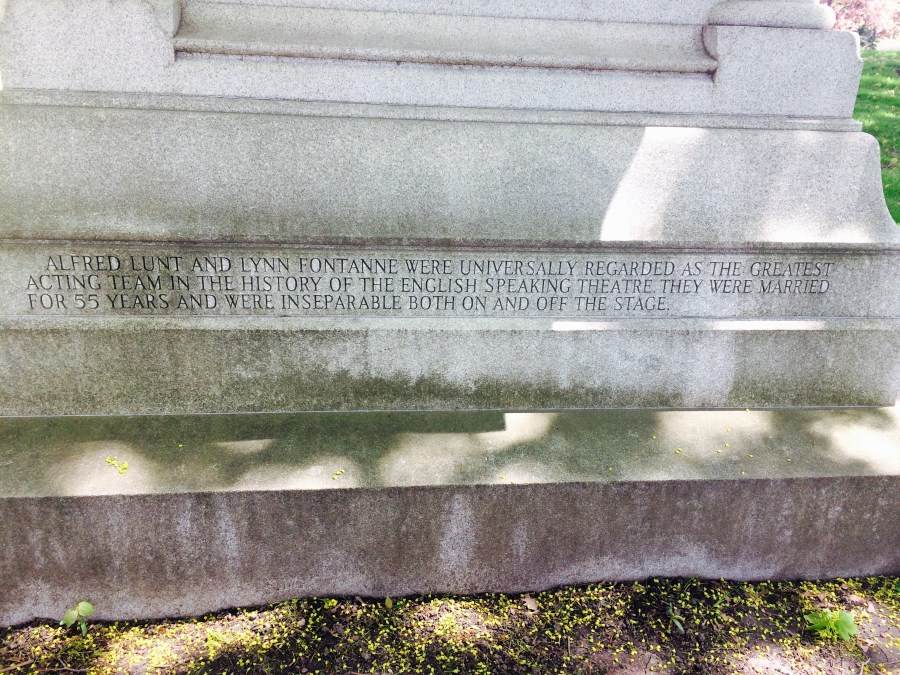 ALFRED LUNT AND LYNN FONTANNE WERE UNIVERSALLY REGARDED AS THE GREATEST
ACTING TEAM IN THE HISTORY OF THE ENGLISH SPEAKING THEATRE. THEY WERE MARRIED
FOR 55 YEARS AND WERE INSEPARABLE BOTH ON AND OFF THE STAGE.